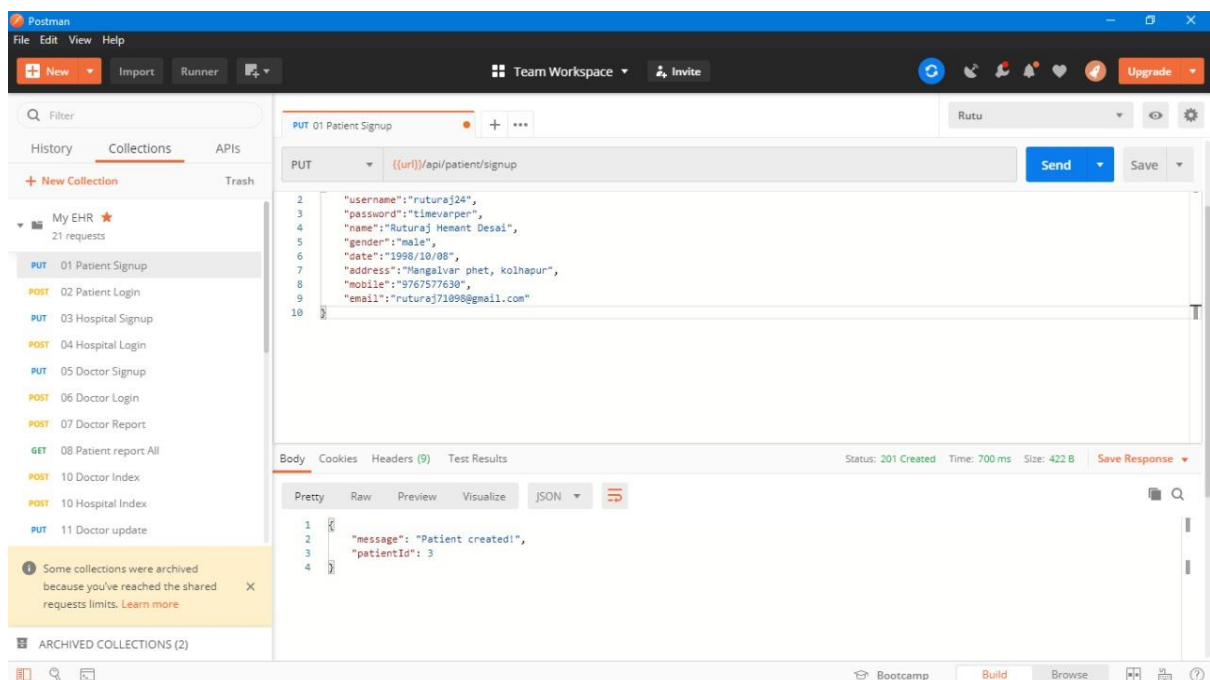 Postman
File Edit View Help
New Import Runner Team Workspace Invite Upgrade
Filter
History Collections APIs
+ New Collection Trash
My EHR
21 requests
PUT 01 Patient Signup
POST 02 Patient Login
PUT 03 Hospital Signup
POST 04 Hospital Login
PUT 05 Doctor Signup
POST 06 Doctor Login
POST 07 Doctor Report
GET 08 Patient report All
POST 10 Doctor Index
POST 10 Hospital Index
PUT 11 Doctor update
Some collections were archived
because you've reached the shared
requests limits. Learn more
ARCHIVED COLLECTIONS (2)
PUT 01 Patient Signup + ••• Rutu
PUT {{url}}/api/patient/signup Send Save
2 "username":"ruturaj24",
3 "password":"timevarper",
4 "name":"Ruturaj Hemant Desai",
5 "gender":"male",
6 "date":"1998/10/08",
7 "address":"Mangalvar phet, kolhapur",
8 "mobile":"9767577630",
9 "email":"ruturaj71098@gmail.com"
10 }
Body Cookies Headers (9) Test Results Status: 201 Created Time: 700 ms Size: 422 B Save Response
Pretty Raw Preview Visualize JSON
1 {
2 "message": "Patient created!",
3 "patientId": 3
4 }
Bootcamp Build Browse